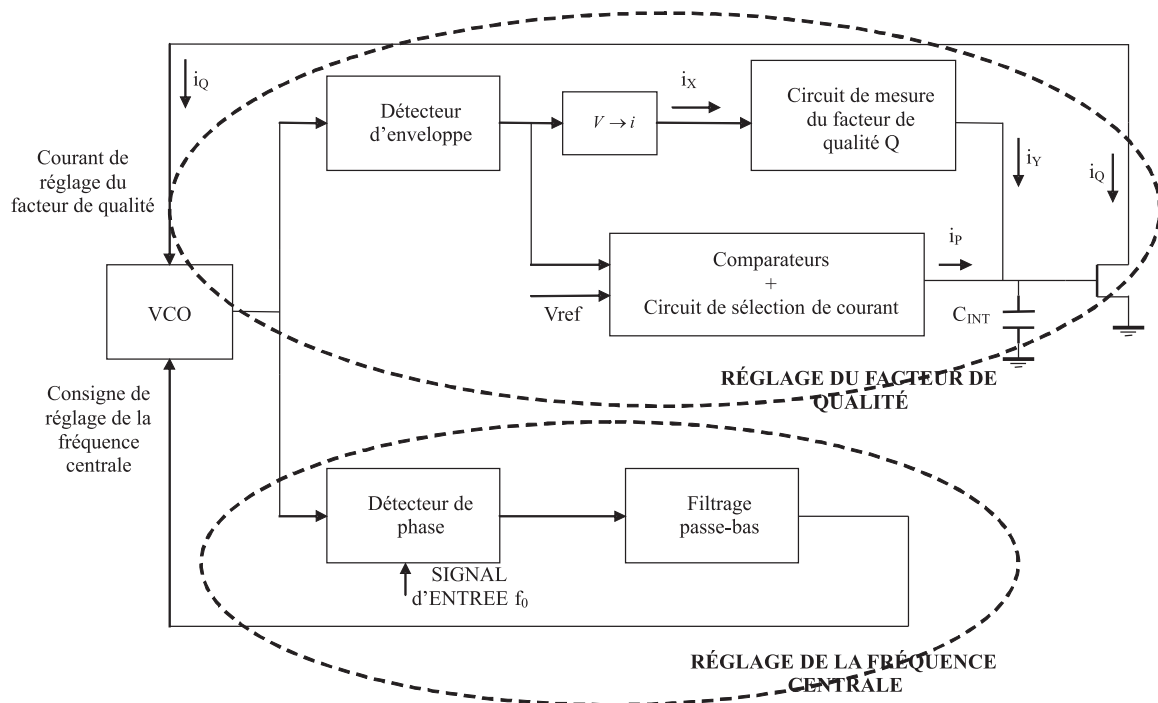 iQ
Détecteur
d'enveloppe
V → i
iX
Circuit de mesure
du facteur de
qualité Q
iY
iQ
Courant de
réglage du
facteur de qualité
VCO
Vref
Comparateurs
+
Circuit de sélection de courant
iP
CINT
RÉGLAGE DU FACTEUR DE
QUALITÉ
Consigne de
réglage de la
fréquence
centrale
Détecteur de
phase
Filtrage
passe-bas
SIGNAL
d'ENTREE f0
RÉGLAGE DE LA FRÉQUENCE
CENTRALE